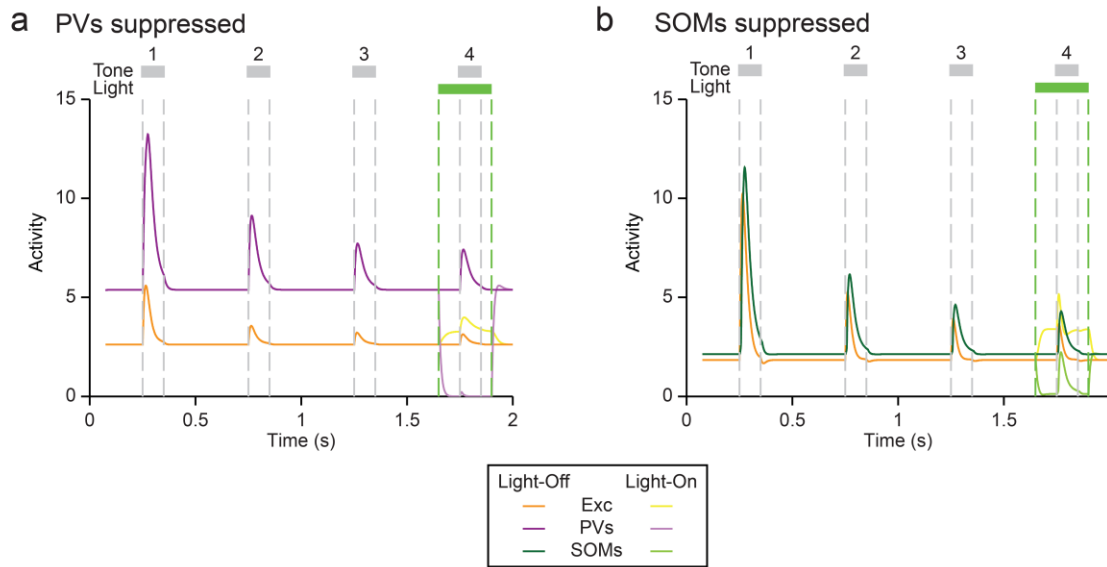 a PVs suppressed
1 2 3 4
Tone
Light
15
10
5
0
Activity
0 0.5 1 1.5 2
Time (s)
b SOMs suppressed
1 2 3 4
Tone
Light
15
10
5
0
Activity
0 0.5 1 1.5
Time (s)
Light-Off Light-On
Exc
PVs
SOMs